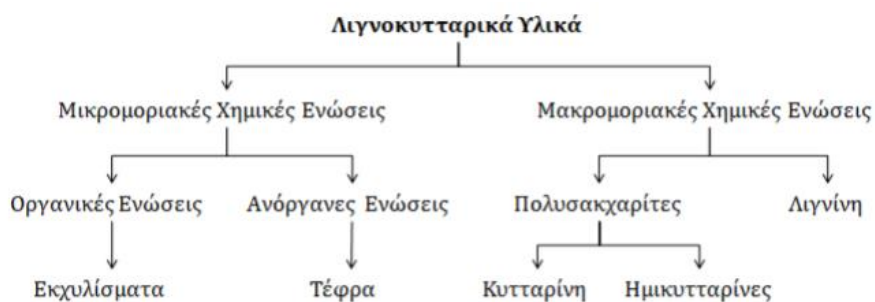 Λιγνοκυτταρικά Υλικά
Μικρομοριακές Χημικές Ενώσεις Μακρομοριακές Χημικές Ενώσεις
Οργανικές Ενώσεις Ανόργανες Ενώσεις Πολυσακχαρίτες Λιγνίνη
Εκχυλίσματα Τέφρα Κυτταρίνη Ημικυτταρίνες